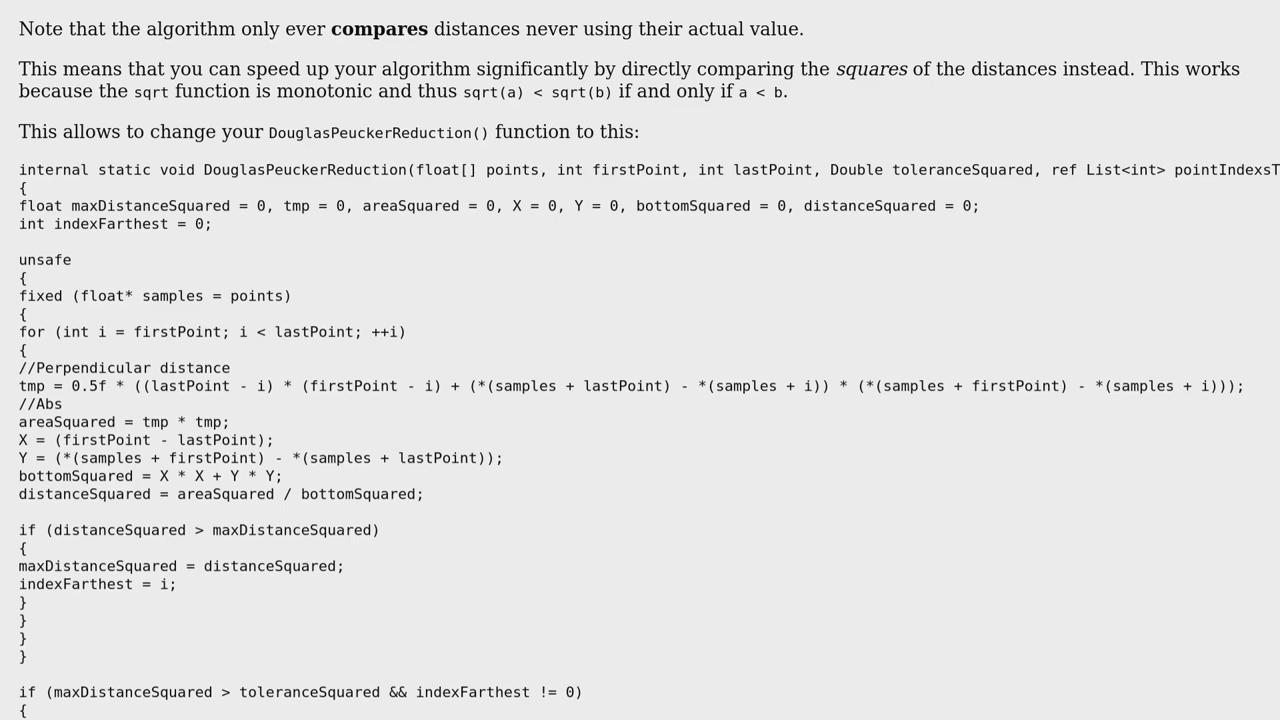 Note that the algorithm only ever compares distances never using their actual value.
This means that you can speed up your algorithm significantly by directly comparing the squares of the distances instead. This works
because the sqrt function is monotonic and thus sqrt(a) < sqrt(b) if and only if a < b.
This allows to change your DouglasPeuckerReduction() function to this:
internal static void DouglasPeuckerReduction(float[] points, int firstPoint, int lastPoint, Double toleranceSquared, ref List<int> pointIndexsT
{
float maxDistanceSquared = 0, tmp = 0, areaSquared = 0, X = 0, Y = 0, bottomSquared = 0, distanceSquared = 0;
int indexFarthest = 0;
unsafe
{
fixed (float* samples = points)
{
for (int i = firstPoint; i < lastPoint; ++i)
{
//Perpendicular distance
tmp = 0.5f * ((lastPoint - i) * (firstPoint - i) + (*(samples + lastPoint) - *(samples + i)) * (*(samples + firstPoint) - *(samples + i)));
//Abs
areaSquared = tmp * tmp;
X = (firstPoint - lastPoint);
Y = (*(samples + firstPoint) - *(samples + lastPoint));
bottomSquared = X * X + Y * Y;
distanceSquared = areaSquared / bottomSquared;
if (distanceSquared > maxDistanceSquared)
{
maxDistanceSquared = distanceSquared;
indexFarthest = i;
}
}
}
}
if (maxDistanceSquared > toleranceSquared && indexFarthest != 0)
{